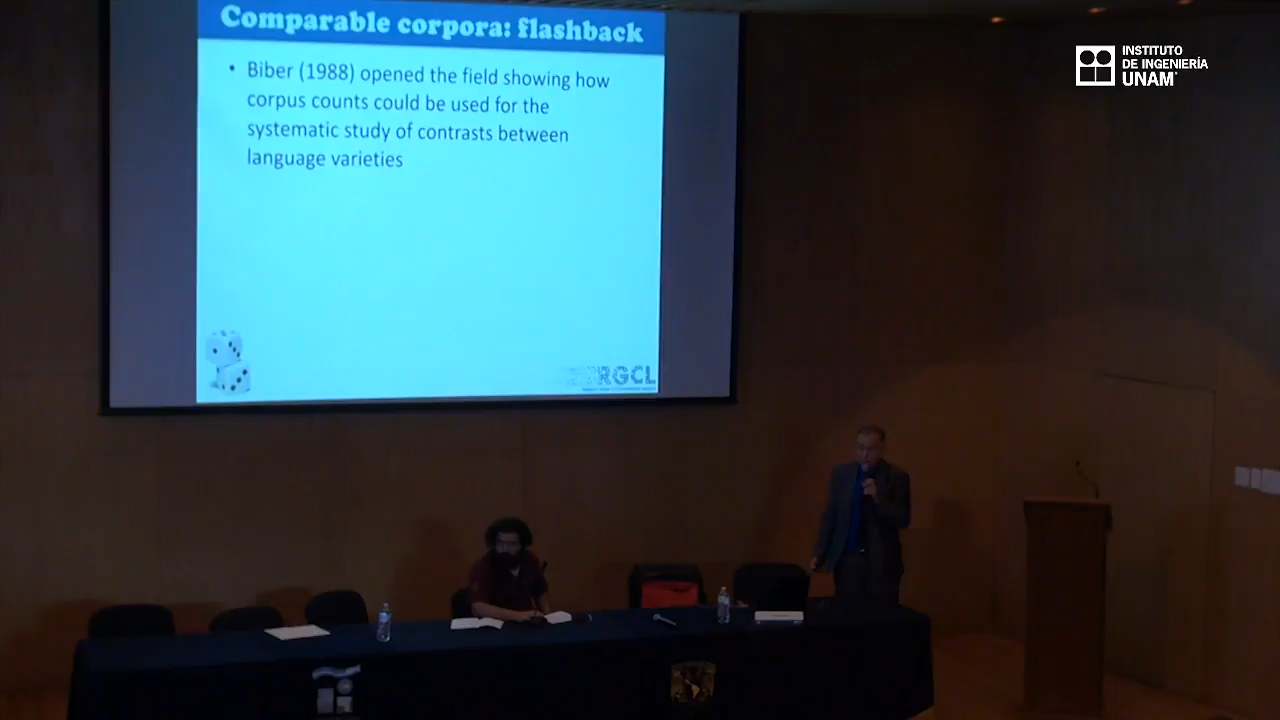 Comparable corpora: flashback
• Biber (1988) opened the field showing how
corpus counts could be used for the
systematic study of contrasts between
language varieties
RGCL
INSTITUTO
DE INGENIERÍA
UNAM